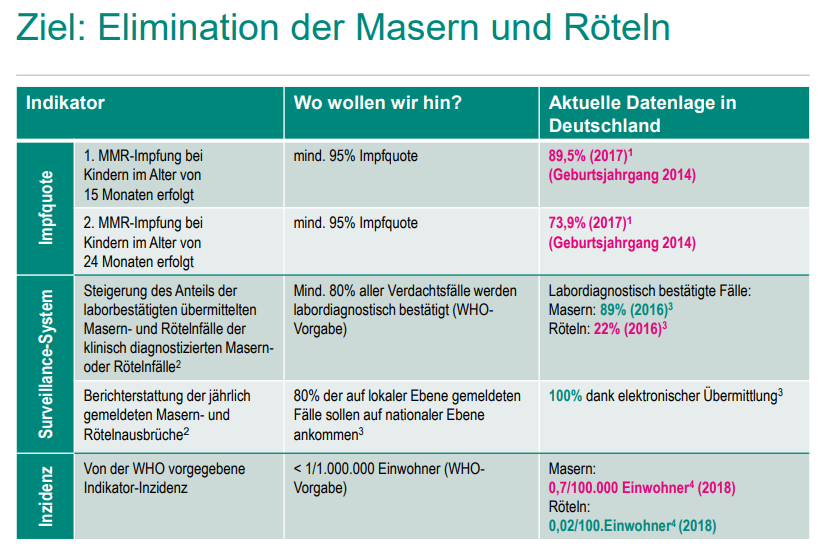 Ziel: Elimination der Masern und Röteln
Indikator
Wo wollen wir hin?
Aktuelle Datenlage in
Deutschland
Impfquote
1. MMR-Impfung bei
Kindern im Alter von
15 Monaten erfolgt
mind. 95% Impfquote
89,5% (2017)¹
(Geburtsjahrgang 2014)
2. MMR-Impfung bei
Kindern im Alter von
24 Monaten erfolgt
mind. 95% Impfquote
73,9% (2017)¹
(Geburtsjahrgang 2014)
Surveillance-System
Steigerung des Anteils der
laborbestätigten übermittelten
Masern- und Rötelnfälle der
klinisch diagnostizierten Masern-
oder Rötelnfälle²
Mind. 80% aller Verdachtsfälle werden
labordiagnostisch bestätigt (WHO-
Vorgabe)
Labordiagnostisch bestätigte Fälle:
Masern: 89% (2016)³
Röteln: 22% (2016)³
Berichterstattung der jährlich
gemeldeten Masern- und
Rötelnausbrüche²
80% der auf lokaler Ebene gemeldeten
Fälle sollen auf nationaler Ebene
ankommen³
100% dank elektronischer Übermittlung³
Inzidenz
Von der WHO vorgegebene
Indikator-Inzidenz
< 1/1.000.000 Einwohner (WHO-
Vorgabe)
Masern:
0,7/100.000 Einwohner⁴ (2018)
Röteln:
0,02/100.Einwohner⁴ (2018)